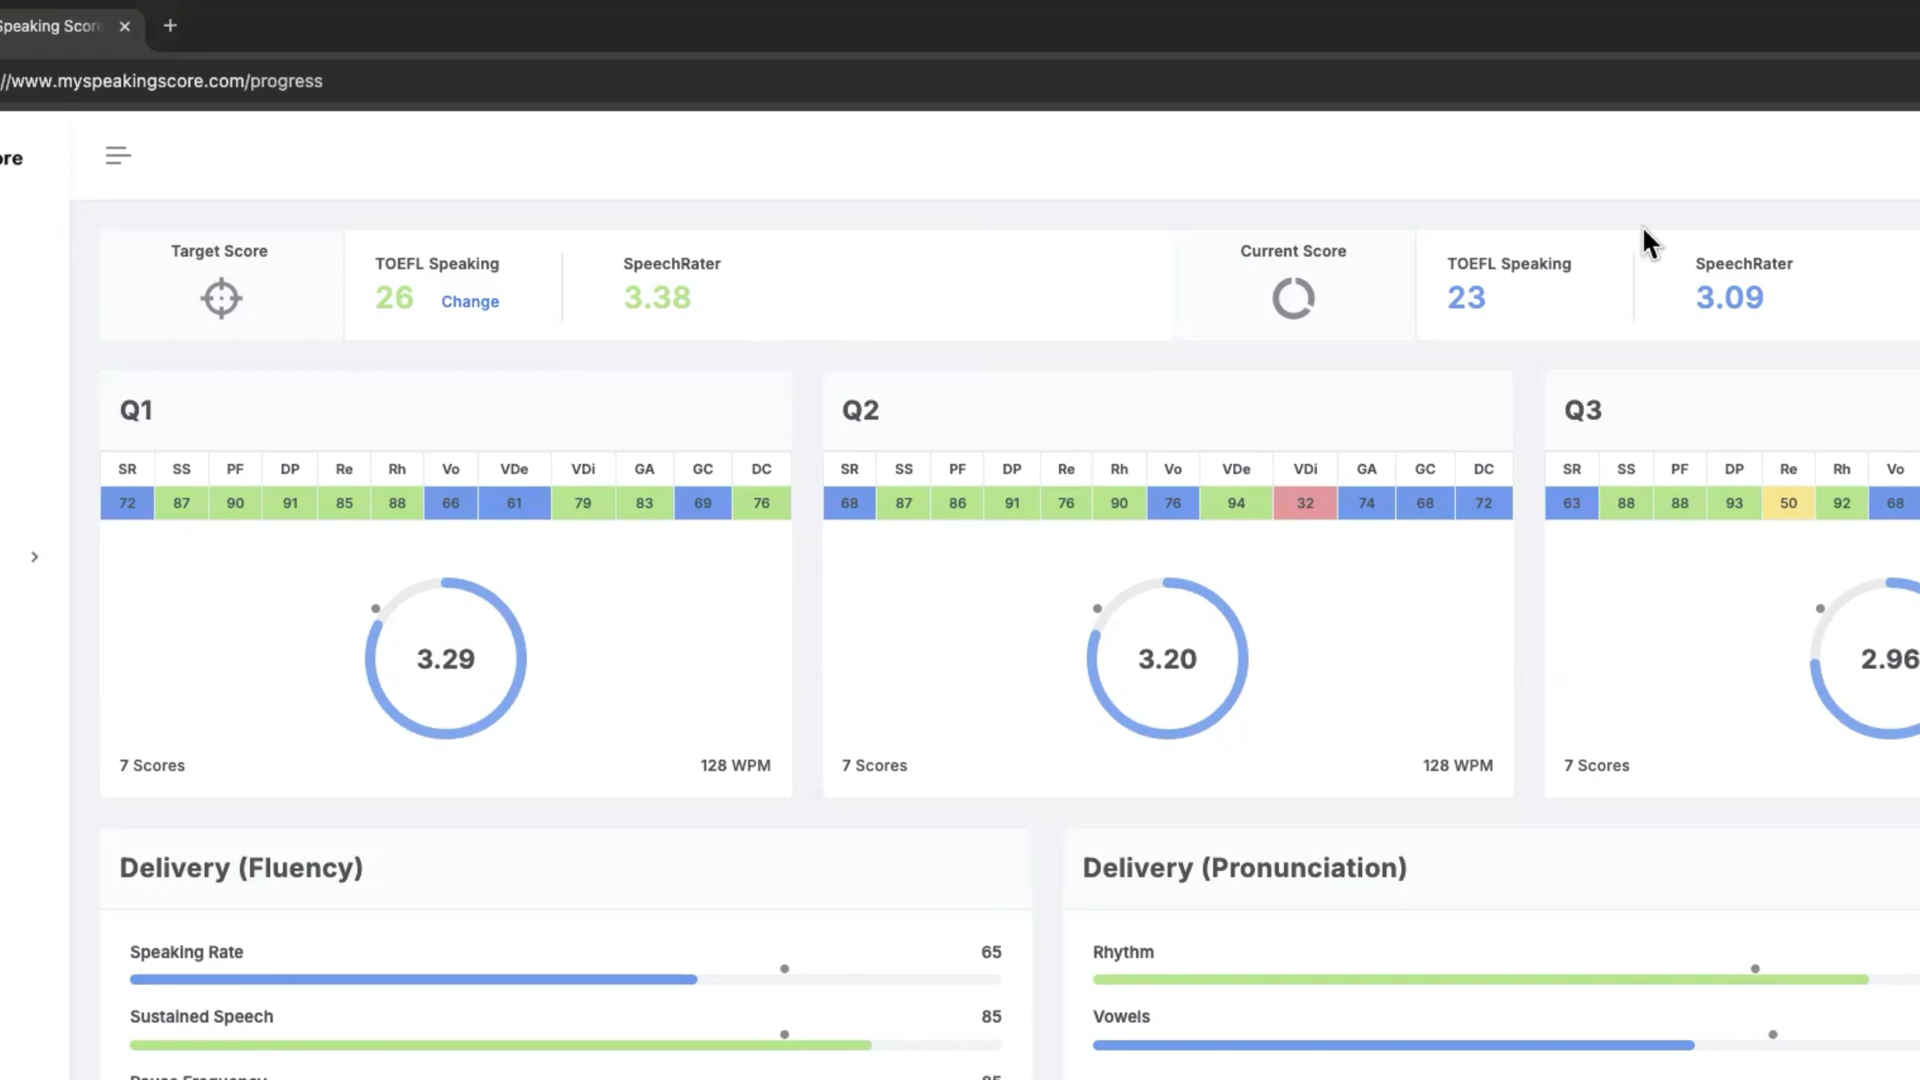 Speaking Score
//www.myspeakingscore.com/progress
ore
Target Score
TOEFL Speaking
26 Change
SpeechRater
3.38
Current Score
TOEFL Speaking
23
SpeechRater
3.09
Q1
SR SS PF DP Re Rh Vo VDe VDi GA GC DC
72 87 90 91 85 88 66 61 79 83 69 76
3.29
7 Scores 128 WPM
Q2
SR SS PF DP Re Rh Vo VDe VDi GA GC DC
68 87 86 91 76 90 76 94 32 74 68 72
3.20
7 Scores 128 WPM
Q3
SR SS PF DP Re Rh Vo
63 88 88 93 50 92 68
2.96
7 Scores
Delivery (Fluency)
Speaking Rate 65
Sustained Speech 85
Pause Frequency 85
Delivery (Pronunciation)
Rhythm
Vowels